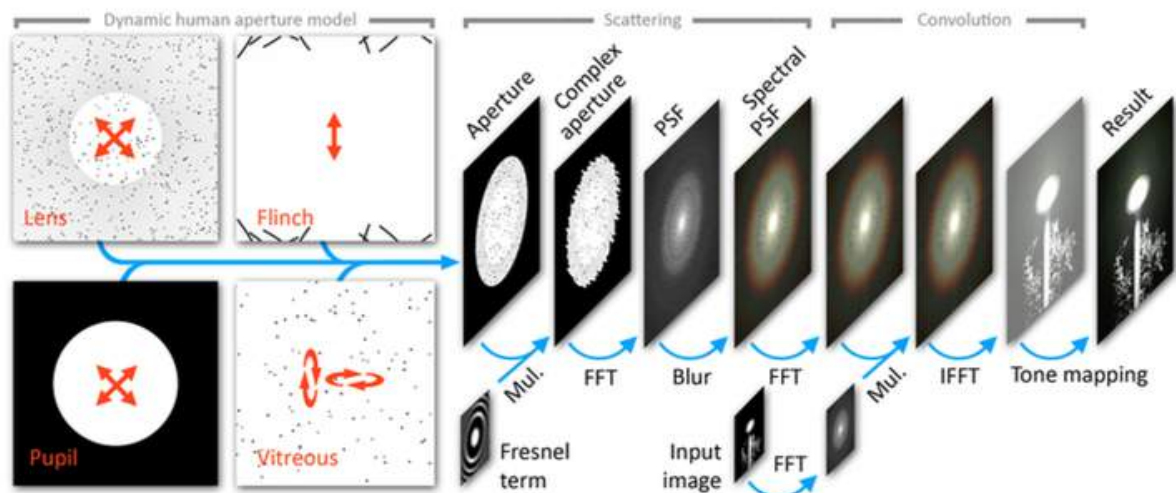 Dynamic human aperture model
Scattering
Convolution
Lens
Flinch
Pupil
Vitreous
Aperture
Complex
aperture
PSF
Spectral
PSF
Result
Mul.
FFT
Blur
FFT
Mul.
IFFT
Tone mapping
Fresnel
term
Input
image
FFT